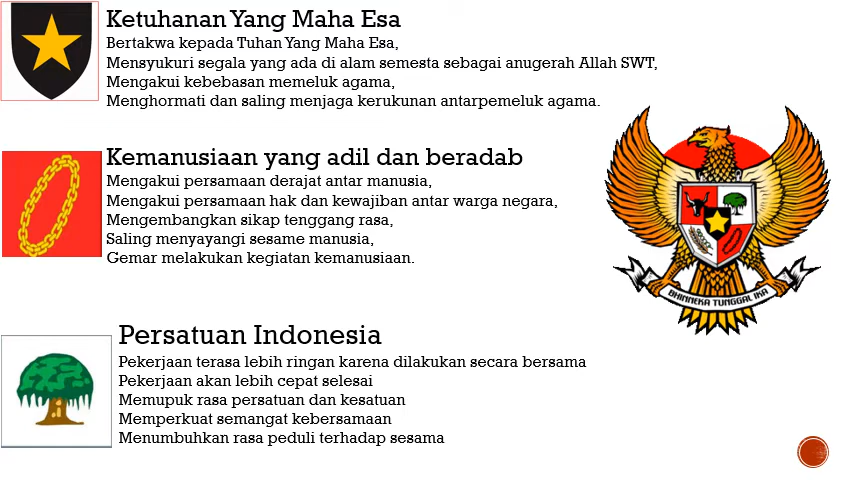 Ketuhanan Yang Maha Esa
Bertakwa kepada Tuhan Yang Maha Esa,
Mensyukuri segala yang ada di alam semesta sebagai anugerah Allah SWT,
Mengakui kebebasan memeluk agama,
Menghormati dan saling menjaga kerukunan antarpemeluk agama.
Kemanusiaan yang adil dan beradab
Mengakui persamaan derajat antar manusia,
Mengakui persamaan hak dan kewajiban antar warga negara,
Mengembangkan sikap tenggang rasa,
Saling menyayangi sesame manusia,
Gemar melakukan kegiatan kemanusiaan.
BHINNEKA TUNGGAL IKA
Persatuan Indonesia
Pekerjaan terasa lebih ringan karena dilakukan secara bersama
Pekerjaan akan lebih cepat selesai
Memupuk rasa persatuan dan kesatuan
Memperkuat semangat kebersamaan
Menumbuhkan rasa peduli terhadap sesama